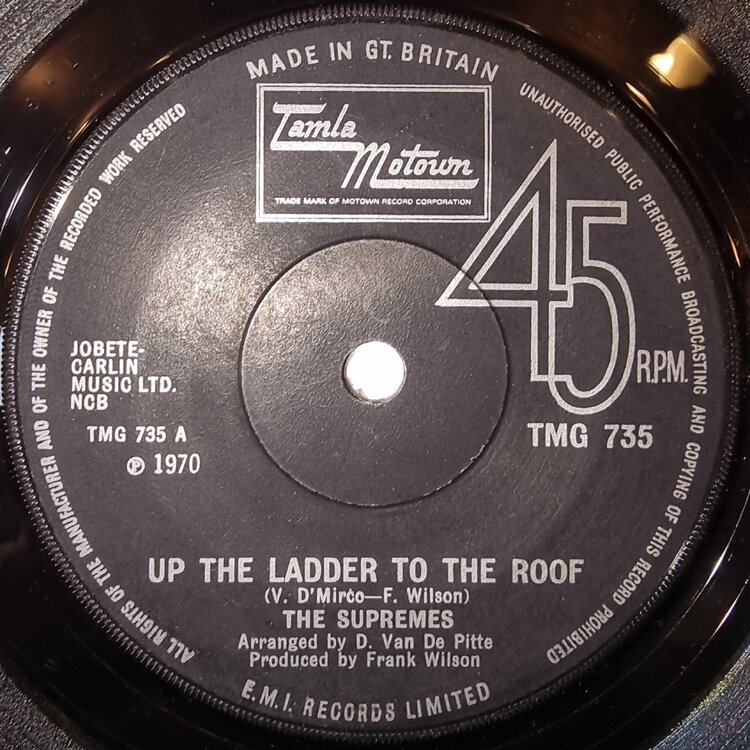 MADE IN GT. BRITAIN
Tamla
Motown
TRADE MARK OF MOTOWN RECORD CORPORATION
UNAUTHORISED PUBLIC PERFORMANCE BROADCASTING AND COPYING OF THIS RECORD PROHIBITED
ALL RIGHTS OF THE MANUFACTURER AND OF THE OWNER OF THE RECORDED WORK RESERVED
45 R.P.M.
TMG 735
JOBETE-
CARLIN
MUSIC LTD.
NCB
TMG 735 A
℗ 1970
UP THE LADDER TO THE ROOF
(V. D'Mirco—F. Wilson)
THE SUPREMES
Arranged by D. Van De Pitte
Produced by Frank Wilson
E.M.I. RECORDS LIMITED